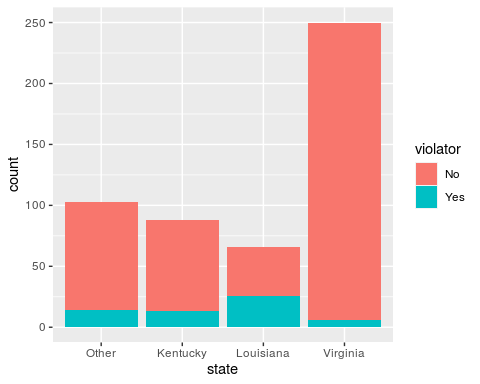 250
200
150
100
50
0
count
Other Kentucky Louisiana Virginia
state
violator
No
Yes